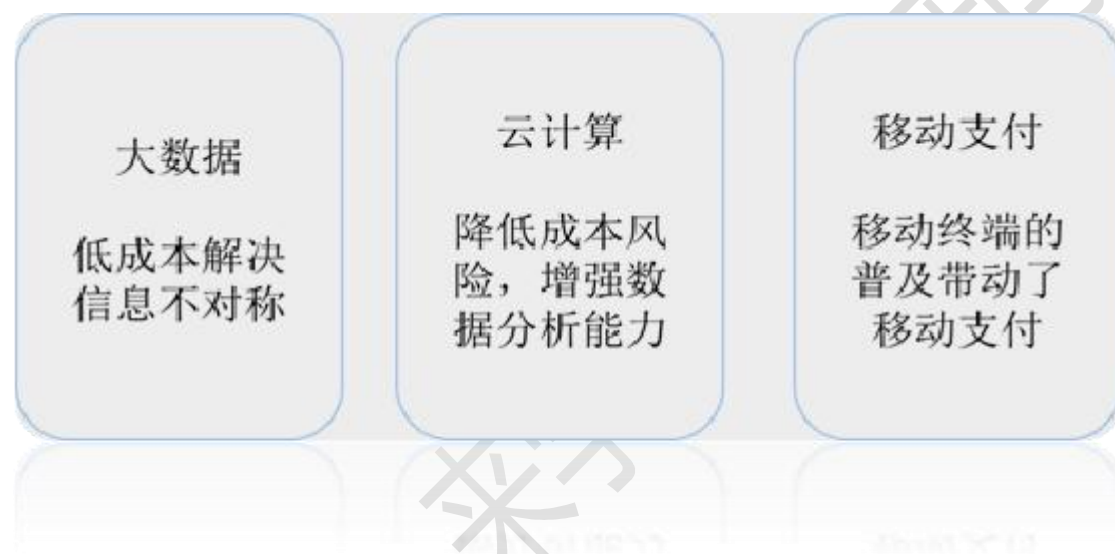 大数据
低成本解决
信息不对称
云计算
降低成本风
险，增强数
据分析能力
移动支付
移动终端的
普及带动了
移动支付